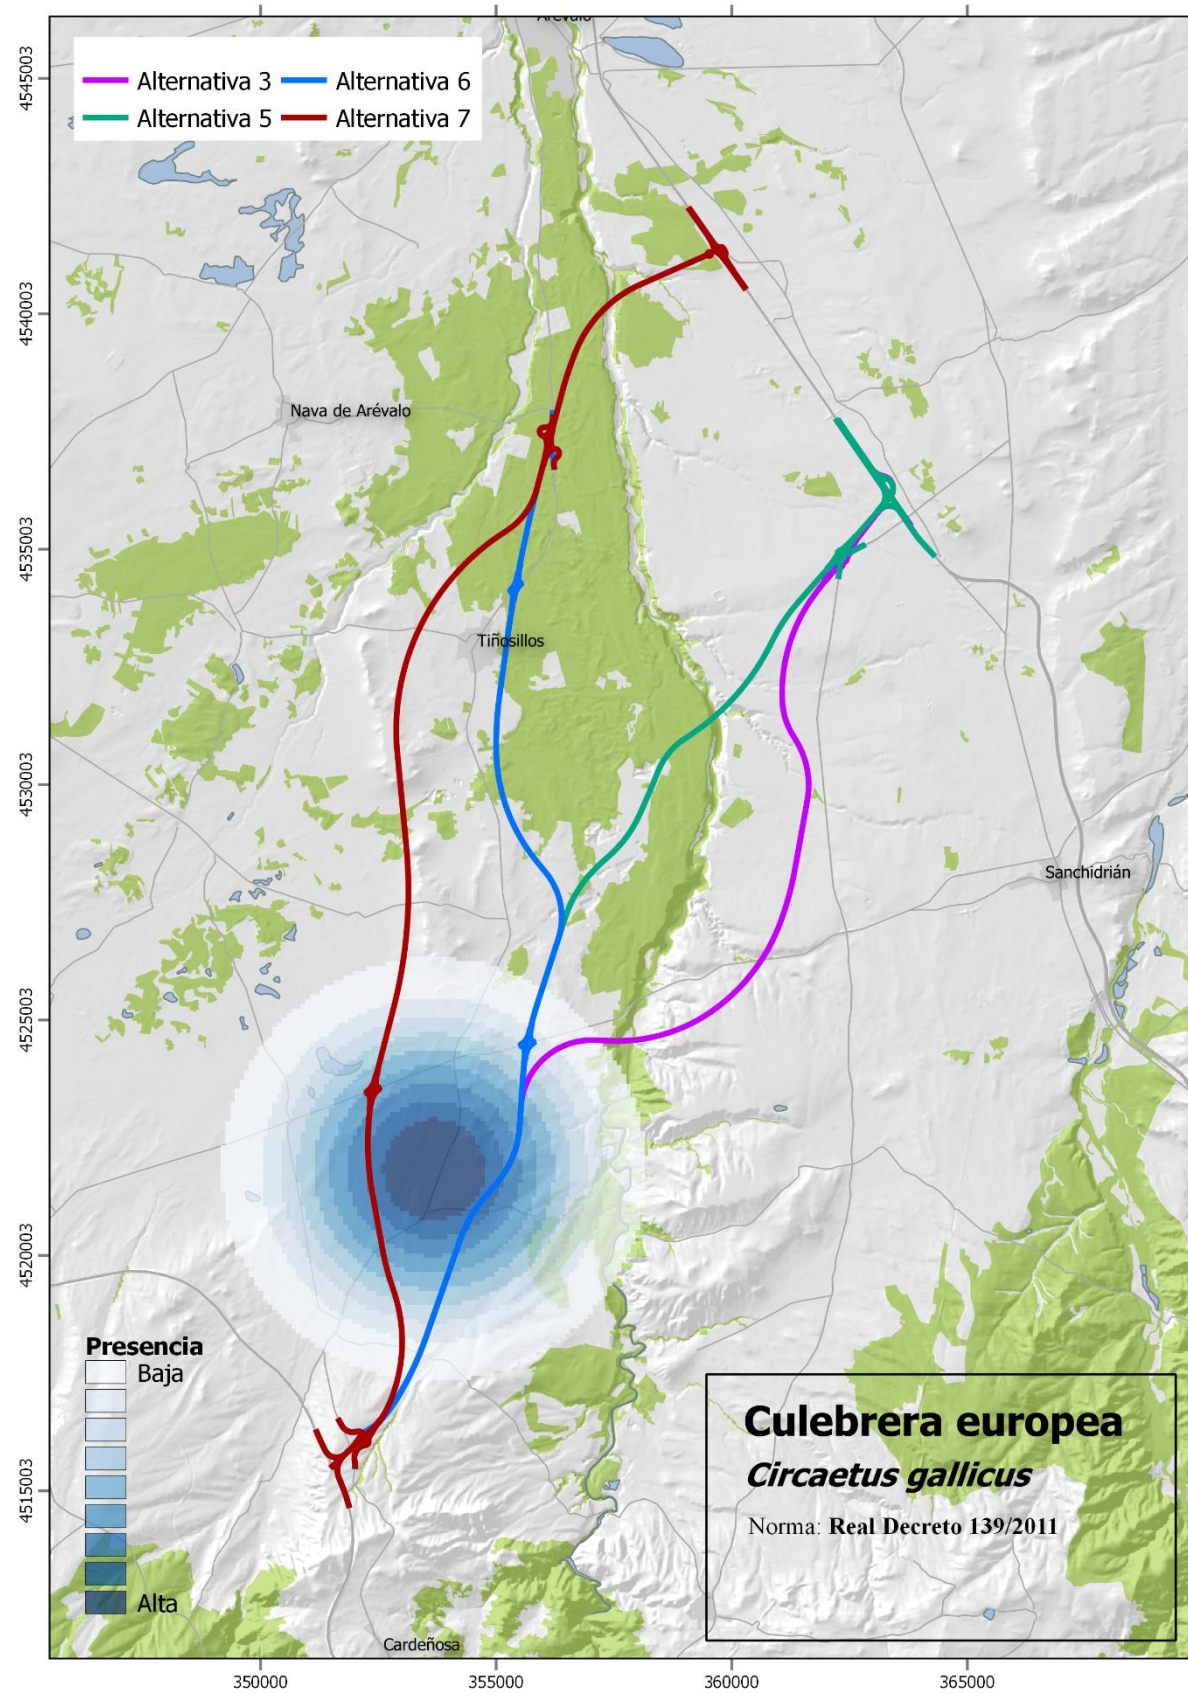 Arévalo
Alternativa 3
Alternativa 6
Alternativa 5
Alternativa 7
4545003
4540003
4535003
4530003
4525003
4520003
4515003
Nava de Arévalo
Tiñosillos
Sanchidrián
Presencia
Baja
Alta
Culebrera europea
Circaetus gallicus
Norma: Real Decreto 139/2011
Cardeñosa
350000
355000
360000
365000